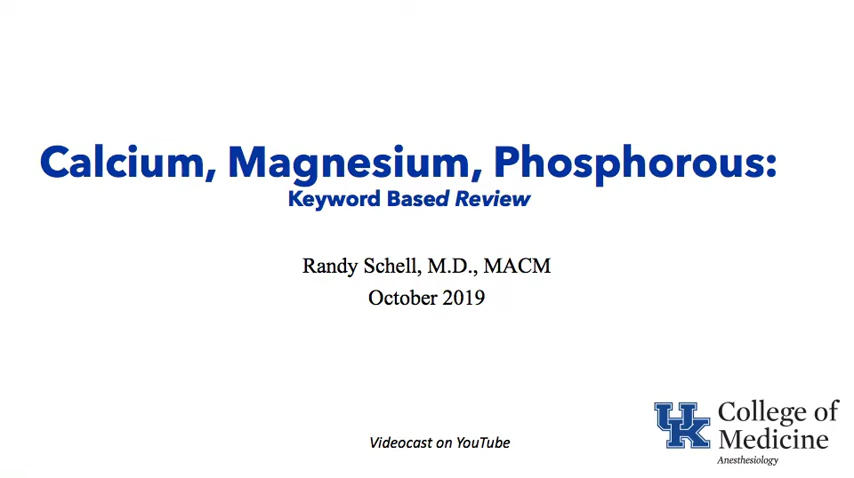 Calcium, Magnesium, Phosphorous:
Keyword Based Review
Randy Schell, M.D., MACM
October 2019
UK
College of
Medicine
Anesthesiology
Videocast on YouTube